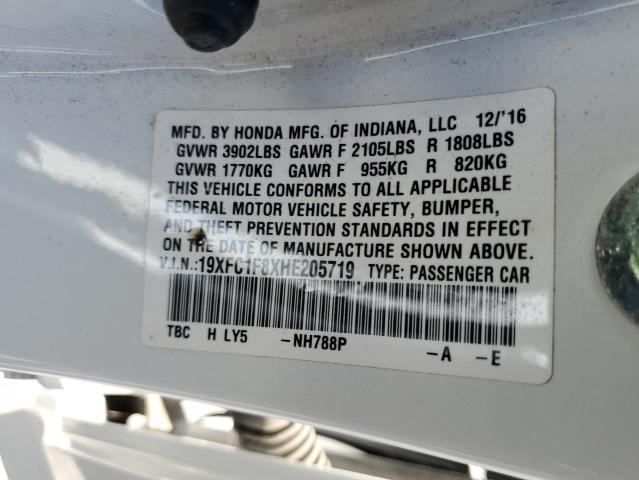 MFD. BY HONDA MFG. OF INDIANA, LLC 12/'16
GVWR 3902LBS GAWR F 2105LBS R 1808LBS
GVWR 1770KG GAWR F 955KG R 820KG
THIS VEHICLE CONFORMS TO ALL APPLICABLE
FEDERAL MOTOR VEHICLE SAFETY, BUMPER,
AND THEFT PREVENTION STANDARDS IN EFFECT
ON THE DATE OF MANUFACTURE SHOWN ABOVE.
V.I.N.:19XFC1F8XHE205719 TYPE: PASSENGER CAR
TBC H LY5 -NH788P -A -E